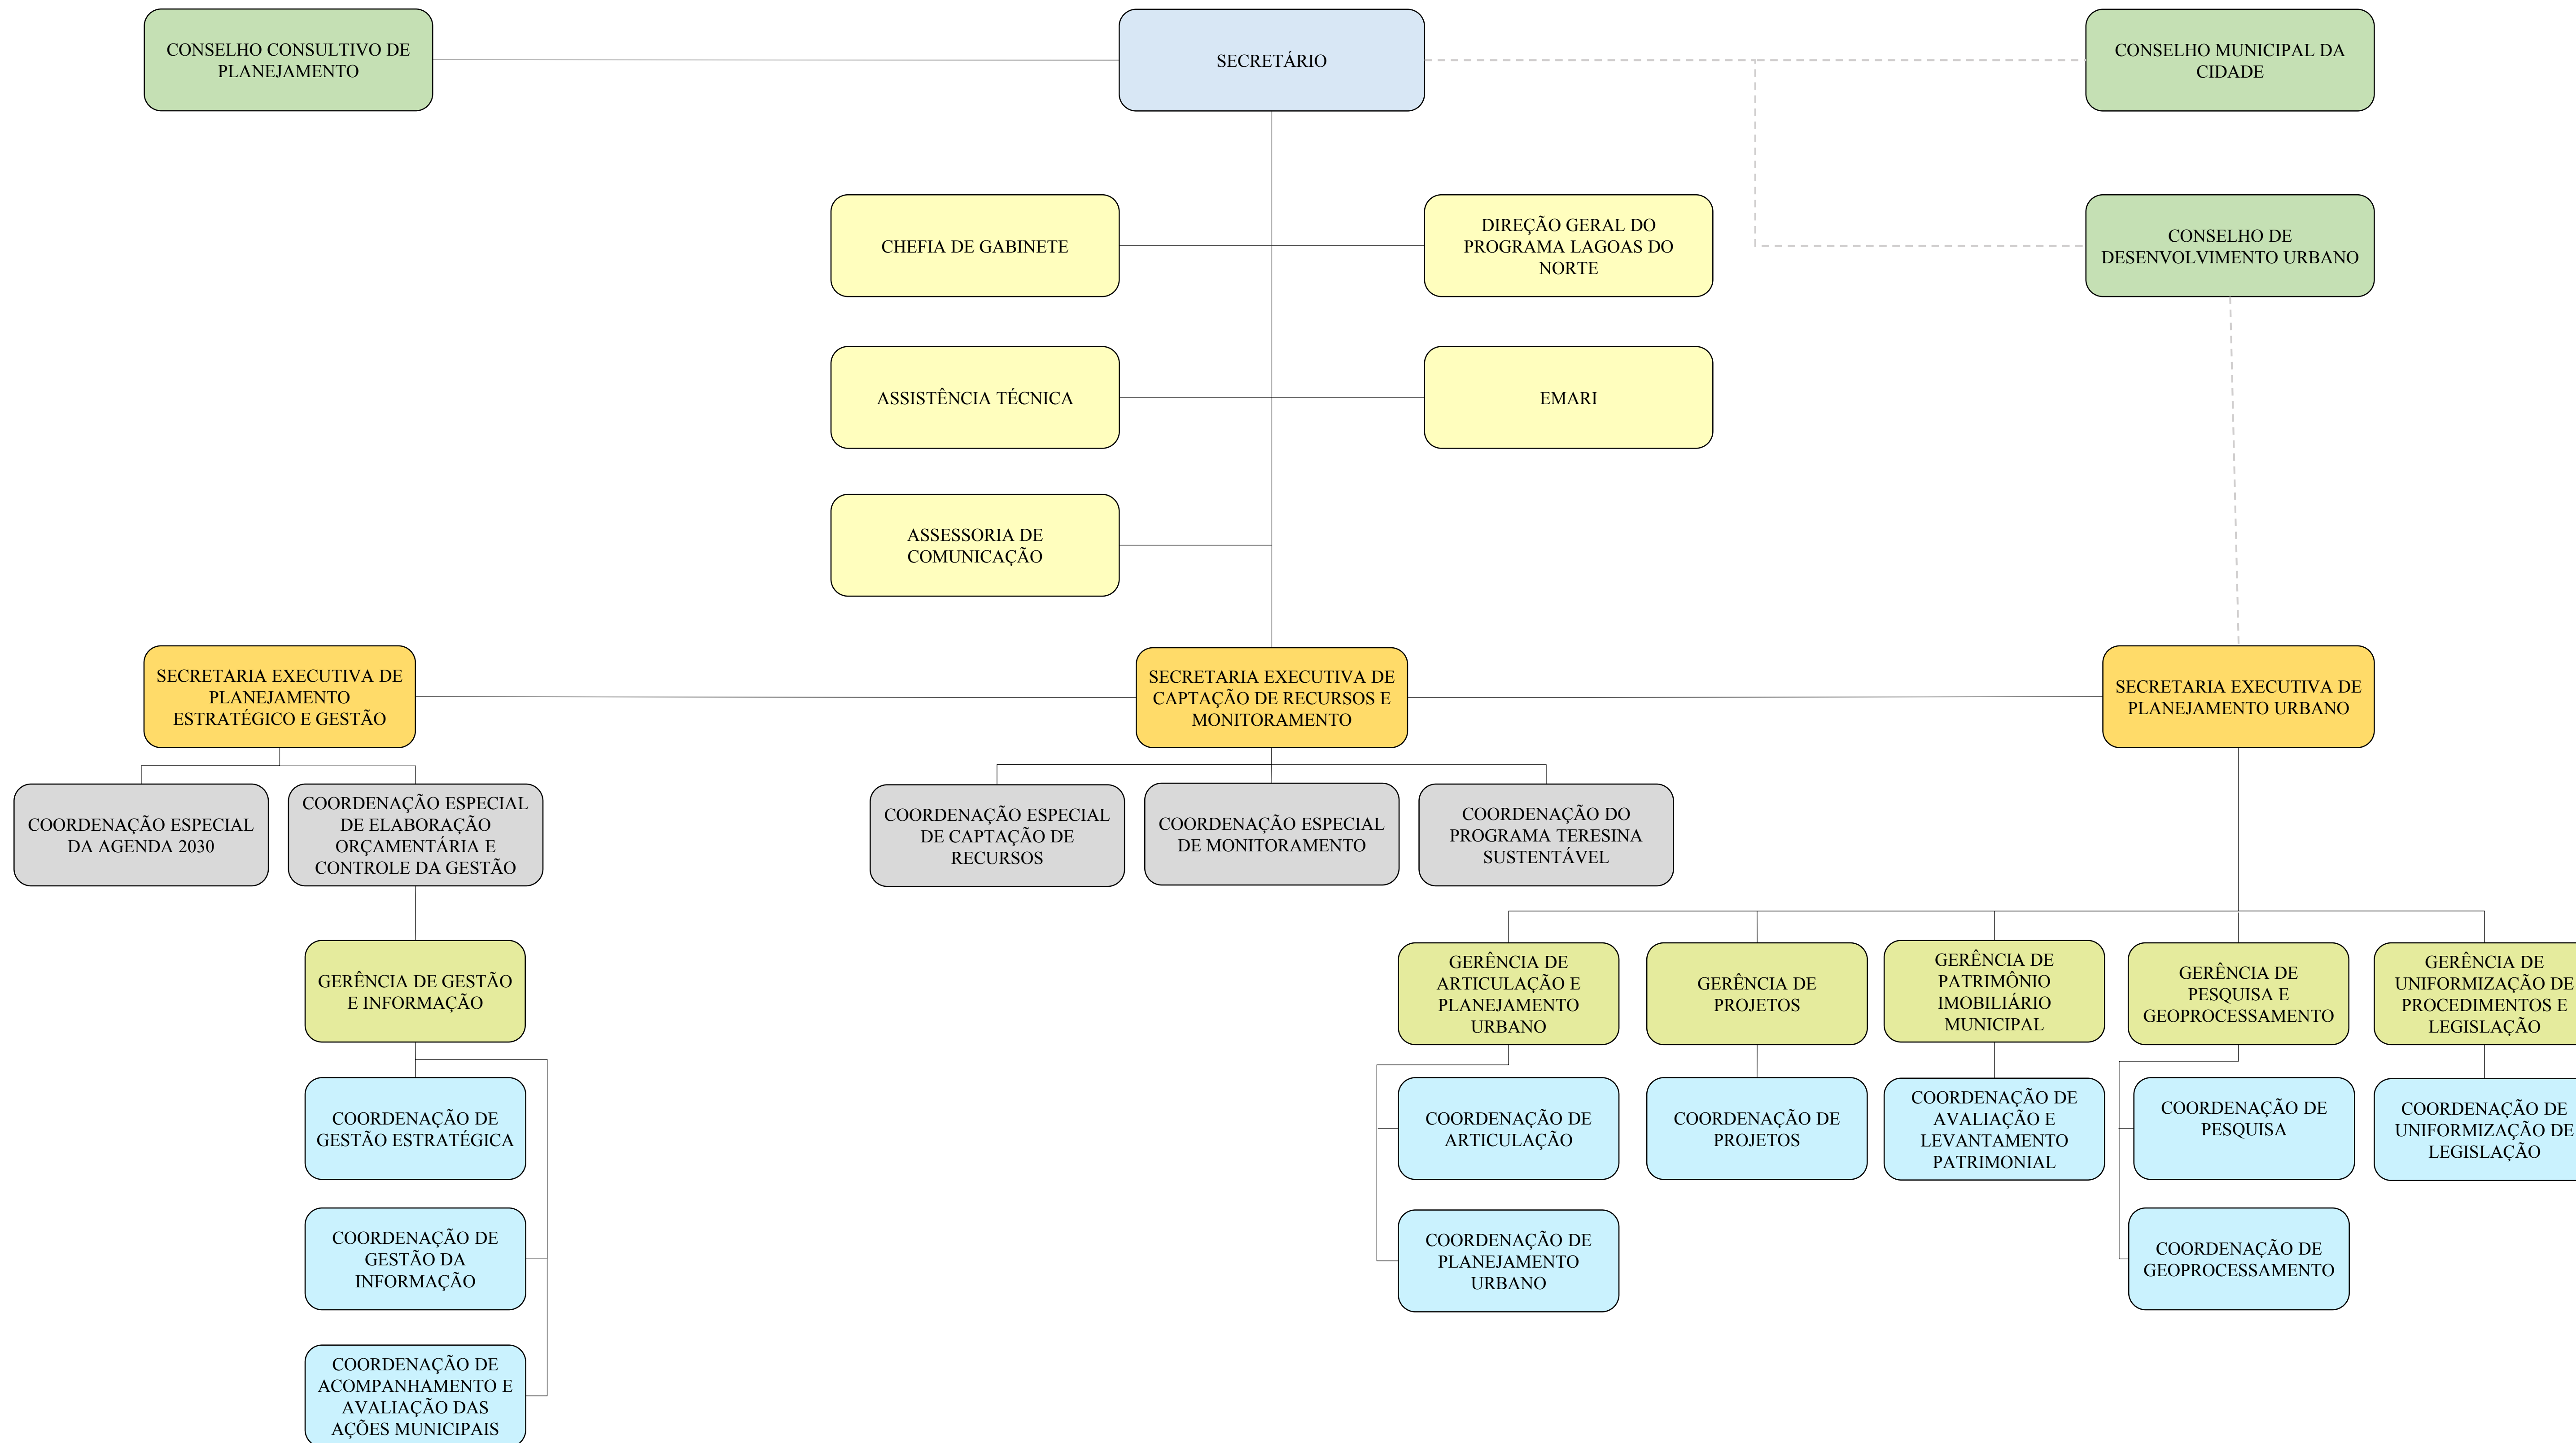 CONSELHO CONSULTIVO DE
PLANEJAMENTO
SECRETÁRIO
CONSELHO MUNICIPAL DA
CIDADE
CHEFIA DE GABINETE
DIREÇÃO GERAL DO
PROGRAMA LAGOAS DO
NORTE
CONSELHO DE
DESENVOLVIMENTO URBANO
ASSISTÊNCIA TÉCNICA
EMARI
ASSESSORIA DE
COMUNICAÇÃO
SECRETARIA EXECUTIVA DE
PLANEJAMENTO
ESTRATÉGICO E GESTÃO
SECRETARIA EXECUTIVA DE
CAPTAÇÃO DE RECURSOS E
MONITORAMENTO
SECRETARIA EXECUTIVA DE
PLANEJAMENTO URBANO
COORDENAÇÃO ESPECIAL
DA AGENDA 2030
COORDENAÇÃO ESPECIAL
DE ELABORAÇÃO
ORÇAMENTÁRIA E
CONTROLE DA GESTÃO
COORDENAÇÃO ESPECIAL
DE CAPTAÇÃO DE
RECURSOS
COORDENAÇÃO ESPECIAL
DE MONITORAMENTO
COORDENAÇÃO DO
PROGRAMA TERESINA
SUSTENTÁVEL
GERÊNCIA DE GESTÃO
E INFORMAÇÃO
GERÊNCIA DE
ARTICULAÇÃO E
PLANEJAMENTO
URBANO
GERÊNCIA DE
PROJETOS
GERÊNCIA DE
PATRIMÔNIO
IMOBILIÁRIO
MUNICIPAL
GERÊNCIA DE
PESQUISA E
GEOPROCESSAMENTO
GERÊNCIA DE
UNIFORMIZAÇÃO DE
PROCEDIMENTOS E
LEGISLAÇÃO
COORDENAÇÃO DE
GESTÃO ESTRATÉGICA
COORDENAÇÃO DE
ARTICULAÇÃO
COORDENAÇÃO DE
PROJETOS
COORDENAÇÃO DE
AVALIAÇÃO E
LEVANTAMENTO
PATRIMONIAL
COORDENAÇÃO DE
PESQUISA
COORDENAÇÃO DE
UNIFORMIZAÇÃO DE
LEGISLAÇÃO
COORDENAÇÃO DE
GESTÃO DA
INFORMAÇÃO
COORDENAÇÃO DE
PLANEJAMENTO
URBANO
COORDENAÇÃO DE
GEOPROCESSAMENTO
COORDENAÇÃO DE
ACOMPANHAMENTO E
AVALIAÇÃO DAS
AÇÕES MUNICIPAIS